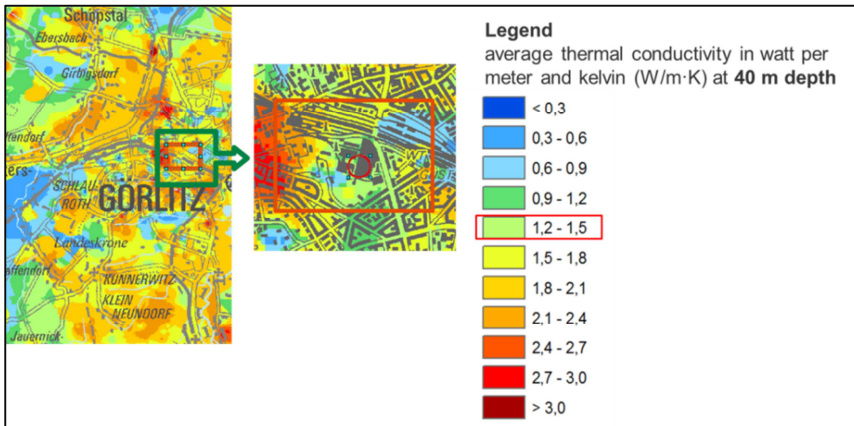 Schöpstal
Ebersbach
Girbigsdorf
SCHLAU
ROTH
GÖRLITZ
Landeskrone
KUNNERWITZ
KLEIN
NEUNDORF
Jauernick-
Legend
average thermal conductivity in watt per
meter and kelvin (W/m·K) at 40 m depth
< 0,3
0,3 - 0,6
0,6 - 0,9
0,9 - 1,2
1,2 - 1,5
1,5 - 1,8
1,8 - 2,1
2,1 - 2,4
2,4 - 2,7
2,7 - 3,0
> 3,0